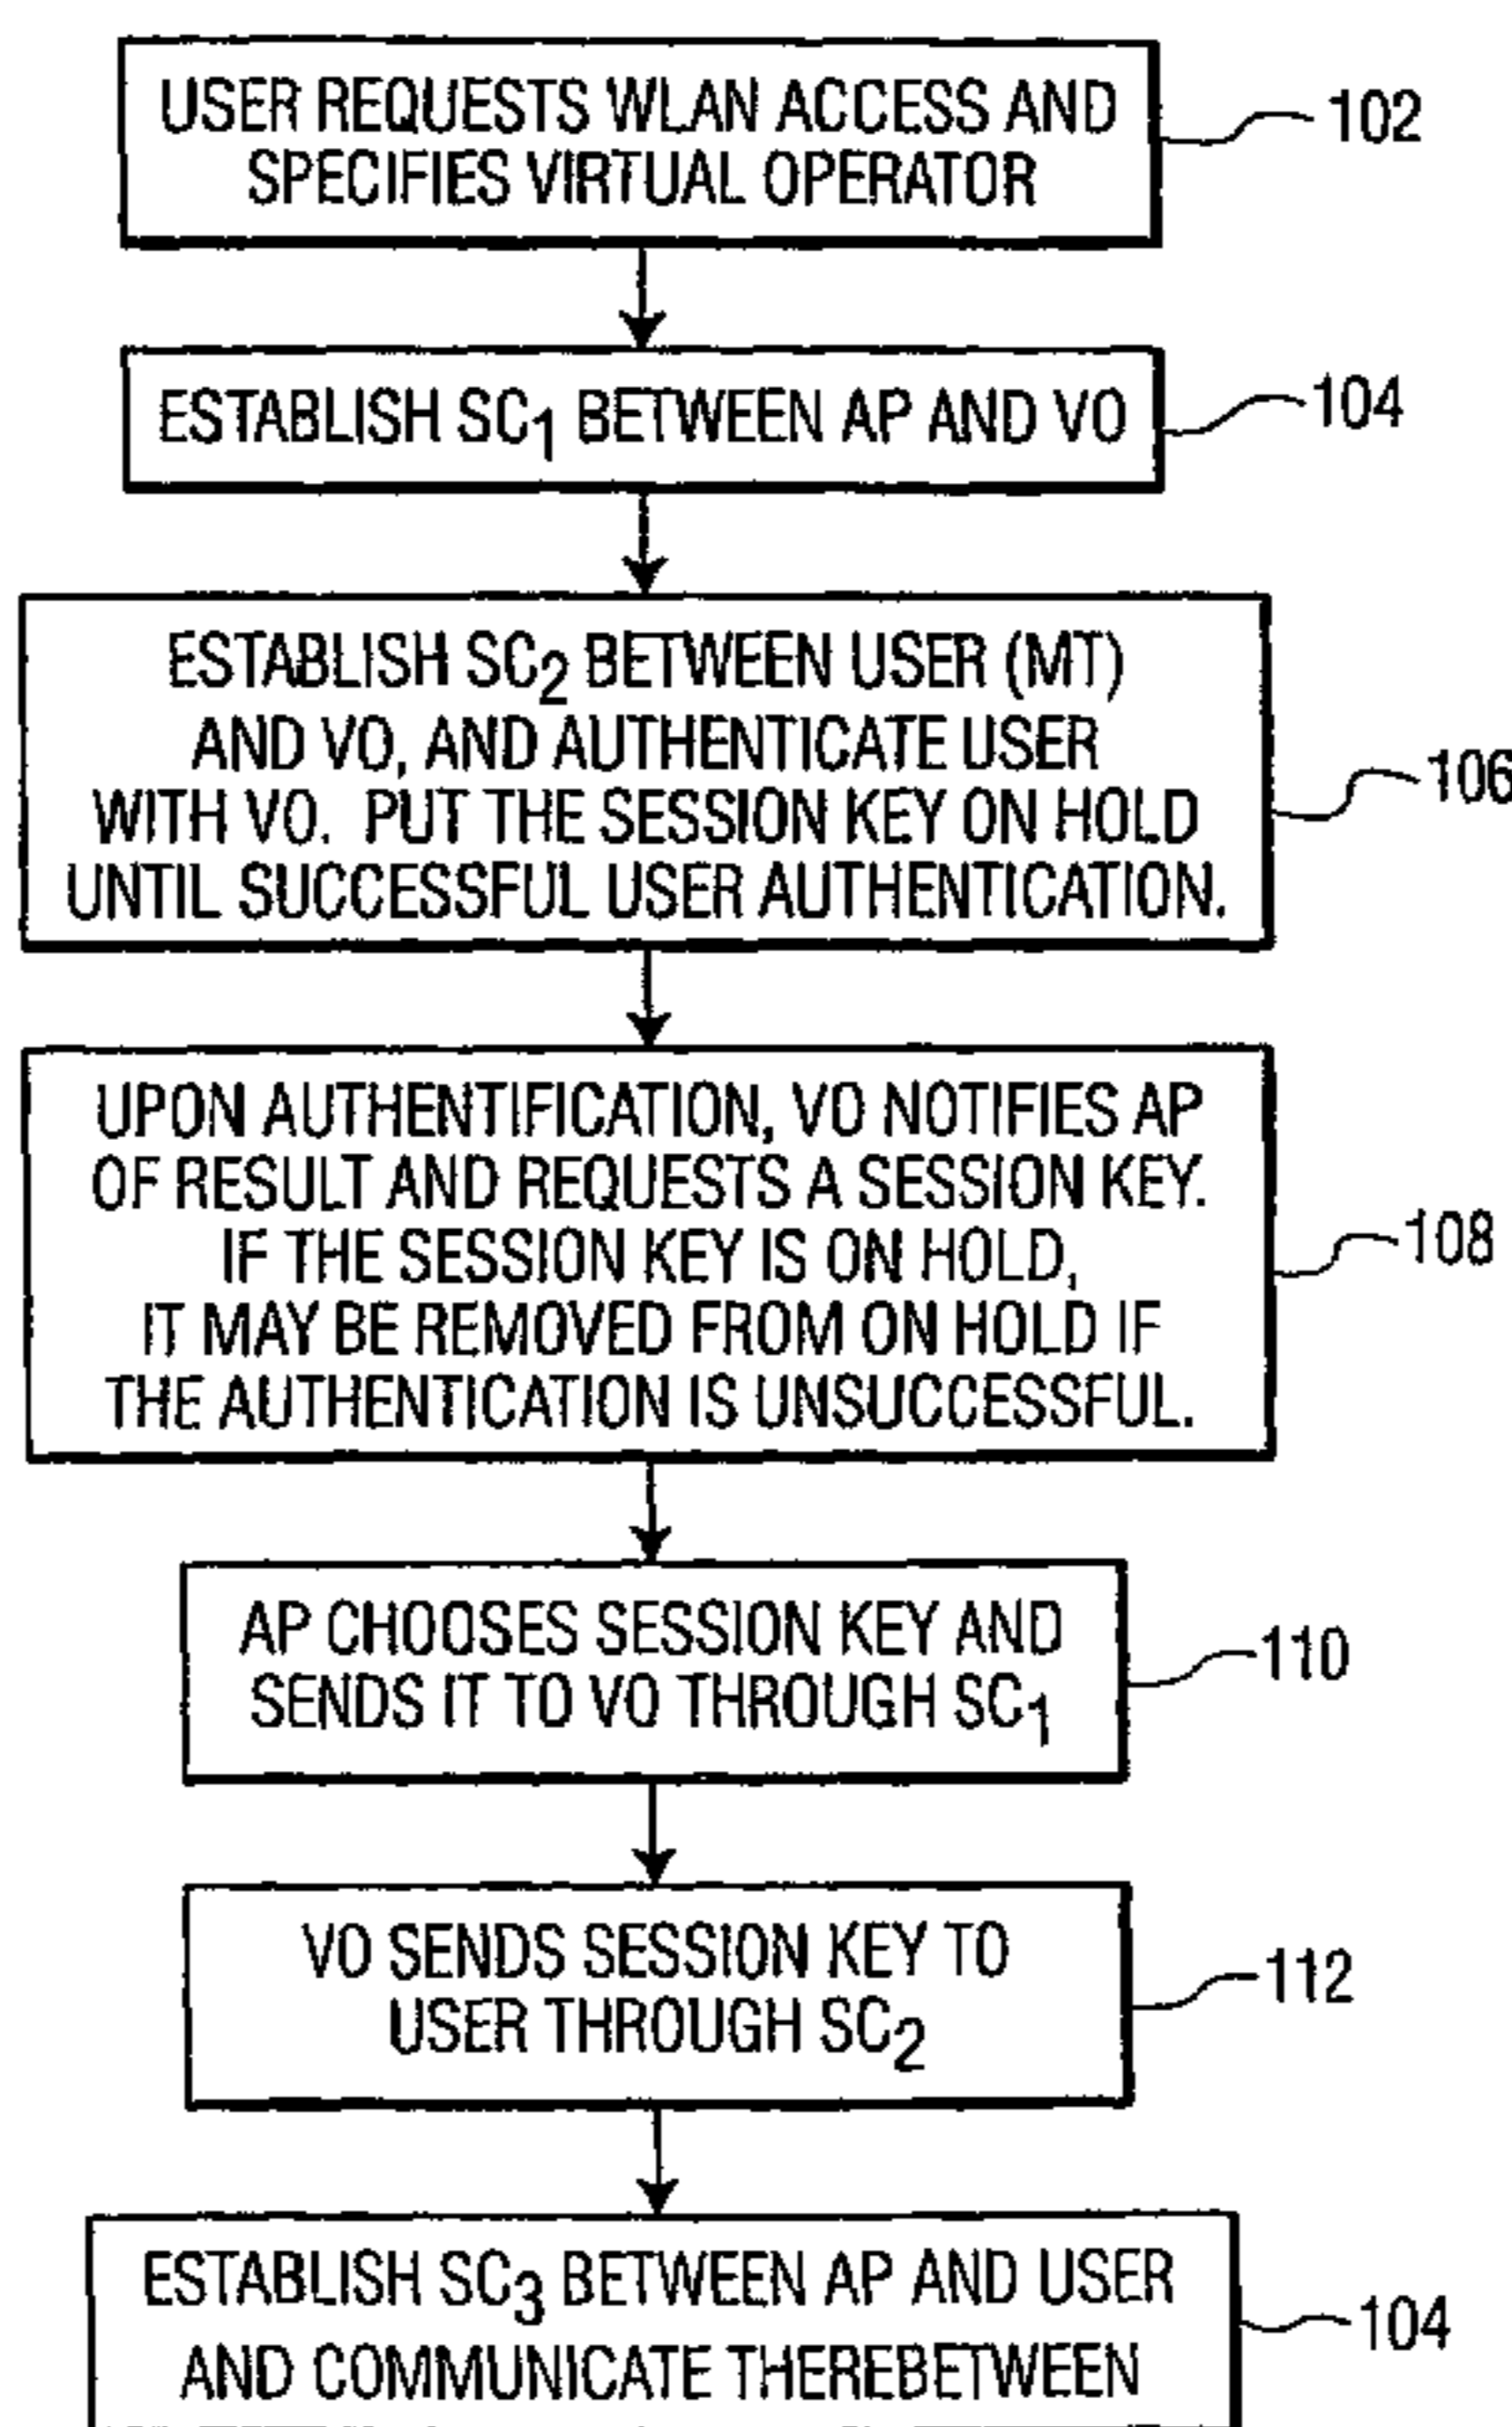 USER REQUESTS WLAN ACCESS AND
SPECIFIES VIRTUAL OPERATOR
102
ESTABLISH SC1 BETWEEN AP AND VO
104
ESTABLISH SC2 BETWEEN USER (MT)
AND VO, AND AUTHENTICATE USER
WITH VO. PUT THE SESSION KEY ON HOLD
UNTIL SUCCESSFUL USER AUTHENTICATION.
106
UPON AUTHENTIFICATION, VO NOTIFIES AP
OF RESULT AND REQUESTS A SESSION KEY.
IF THE SESSION KEY IS ON HOLD,
IT MAY BE REMOVED FROM ON HOLD IF
THE AUTHENTICATION IS UNSUCCESSFUL.
108
AP CHOOSES SESSION KEY AND
SENDS IT TO VO THROUGH SC1
110
VO SENDS SESSION KEY TO
USER THROUGH SC2
112
ESTABLISH SC3 BETWEEN AP AND USER
AND COMMUNICATE THEREBETWEEN
104